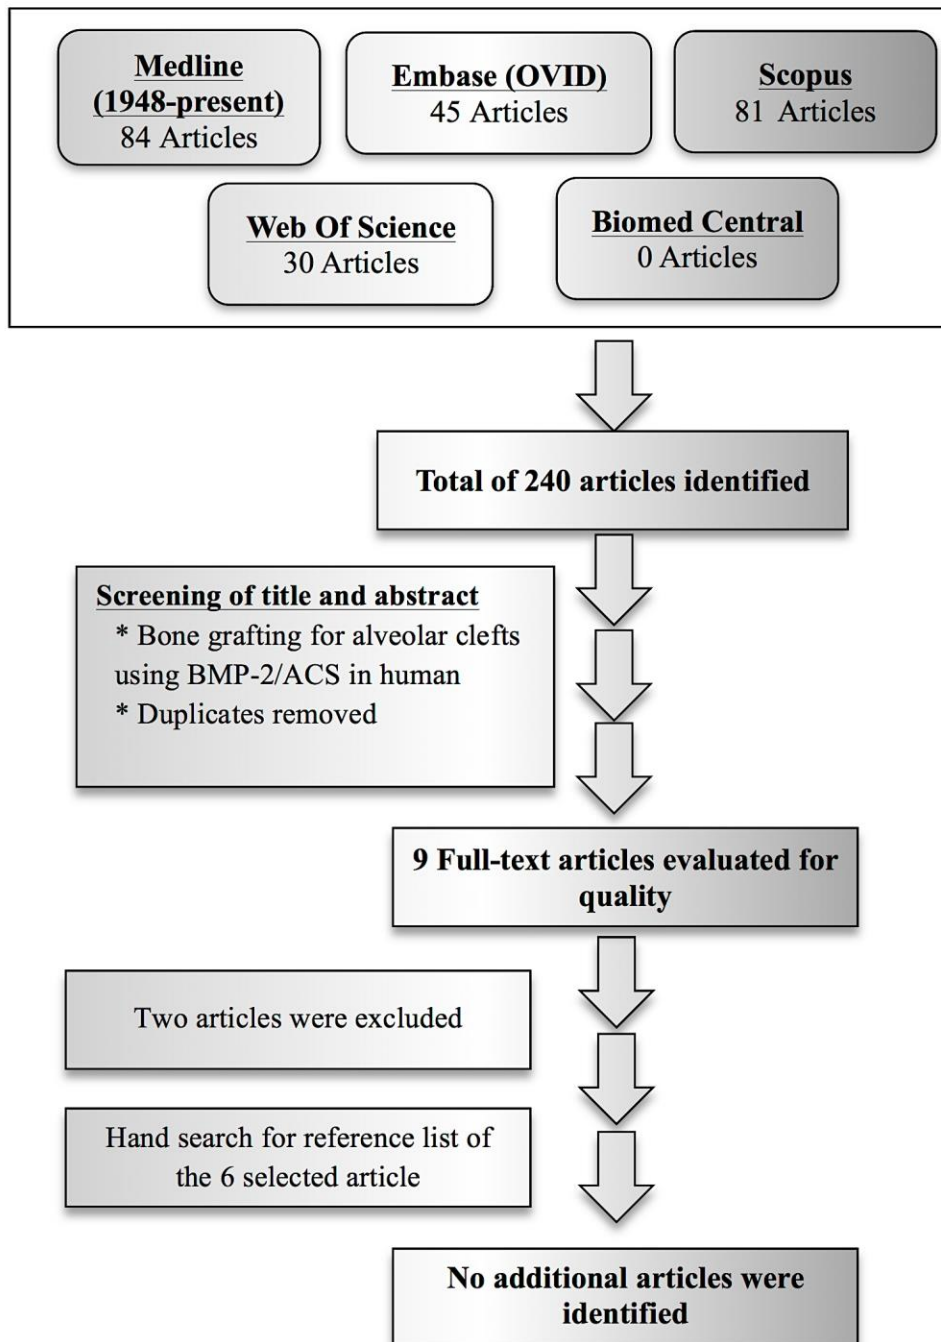 Medline
(1948-present)
84 Articles
Embase (OVID)
45 Articles
Scopus
81 Articles
Web Of Science
30 Articles
Biomed Central
0 Articles
Total of 240 articles identified
Screening of title and abstract
* Bone grafting for alveolar clefts
using BMP-2/ACS in human
* Duplicates removed
9 Full-text articles evaluated for
quality
Two articles were excluded
Hand search for reference list of
the 6 selected article
No additional articles were
identified